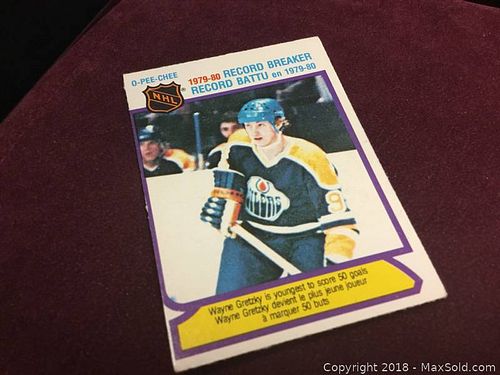 O-PEE-CHEE
1979-80 RECORD BREAKER
RECORD BATTU en 1979-80
NHL
OILERS
9
Wayne Gretzky is youngest to score 50 goals
Wayne Gretzky devient le plus jeune joueur
à marquer 50 buts
Copyright 2018 - MaxSold.com